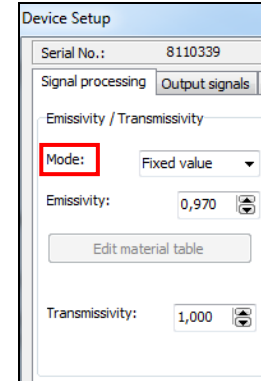 Device Setup
Serial No.: 8110339
Signal processing Output signals
Emissivity / Transmissivity
Mode: Fixed value
Emissivity: 0,970
Edit material table
Transmissivity: 1,000